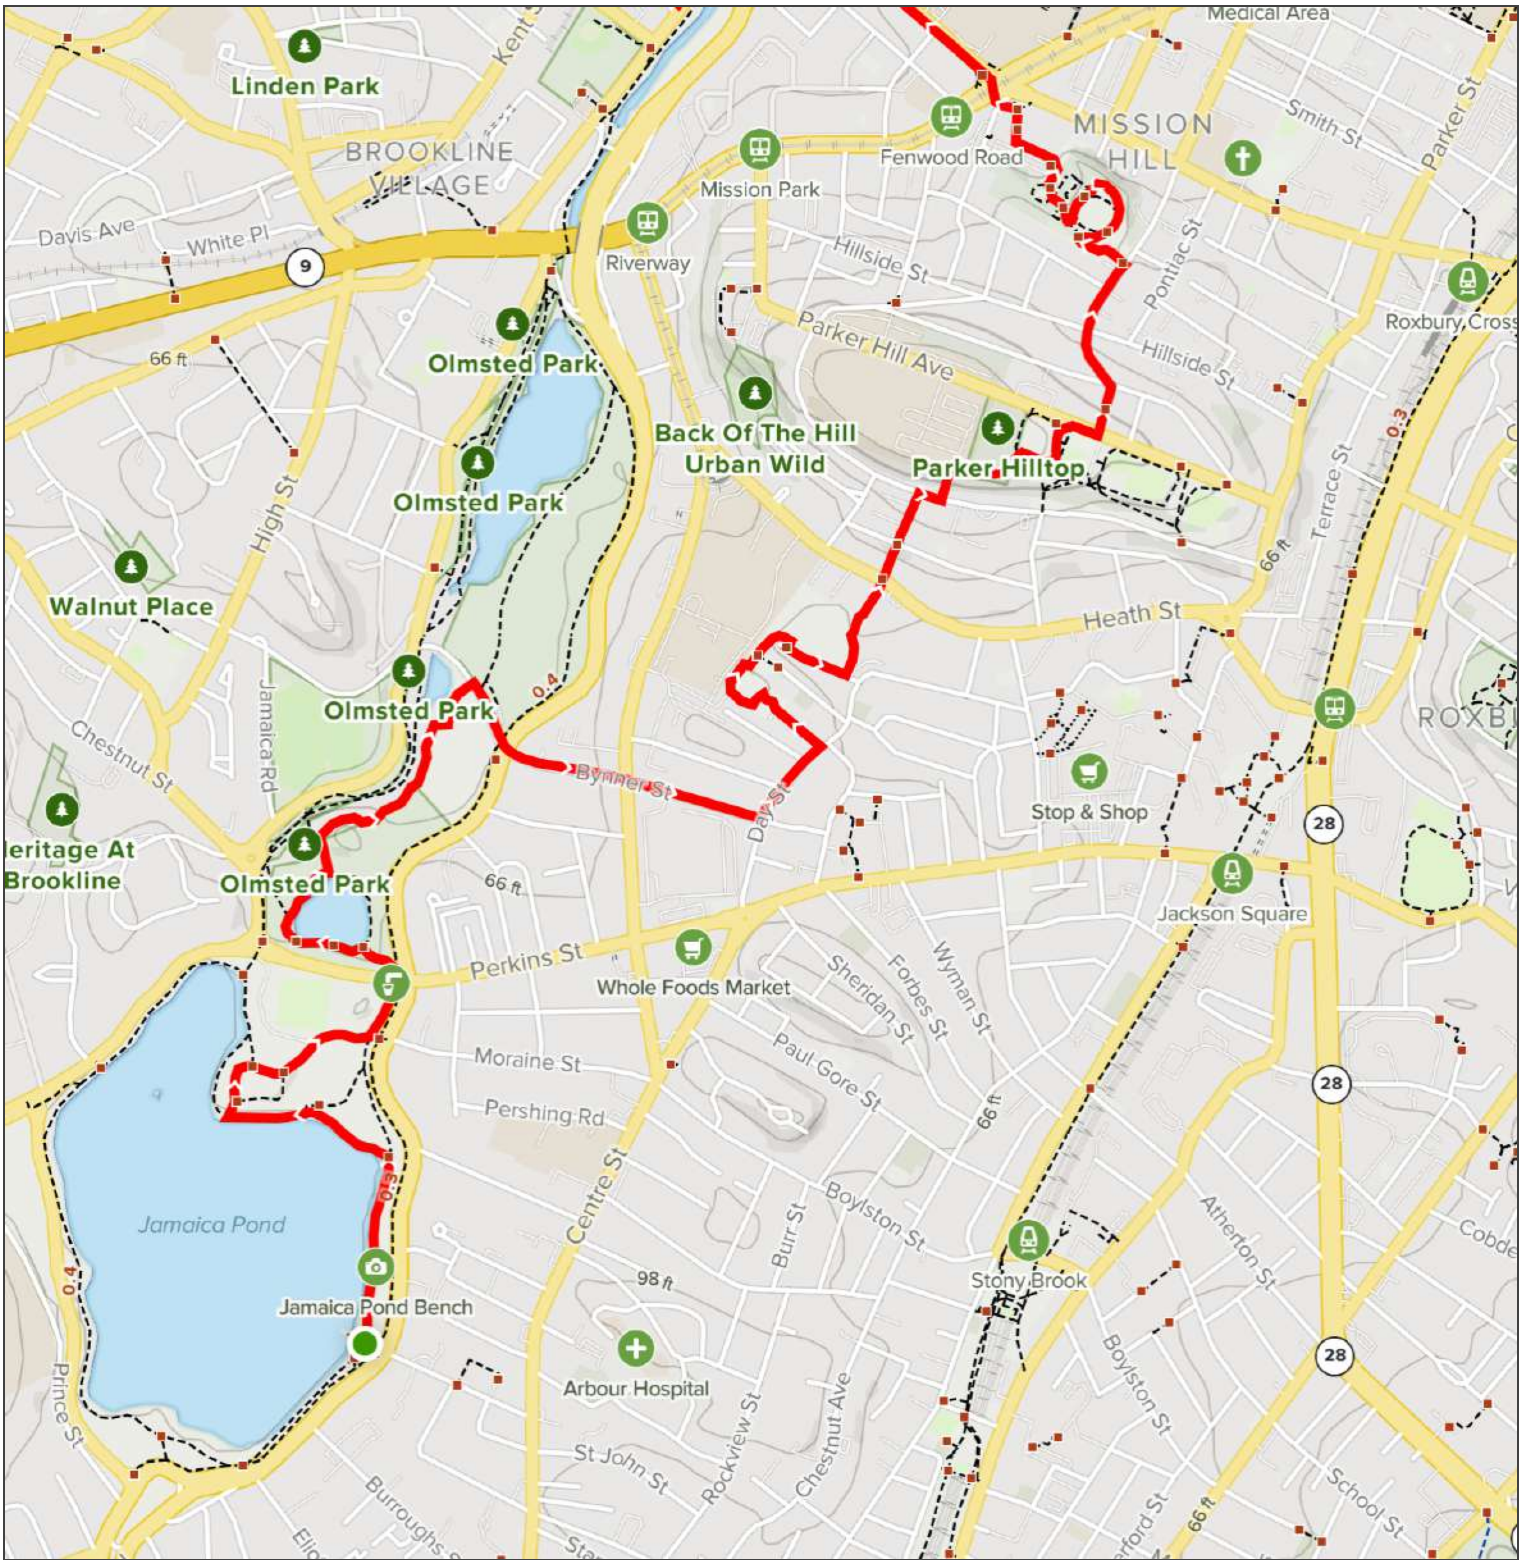 Medical Area
Kent S
Linden Park
Smith St
Parker St
MISSION
HILL
BROOKLINE
VILLAGE
Fenwood Road
Mission Park
Davis Ave
White Pl
9
Riverway
Hillside St
Pontiac St
Roxbury Cross
66 ft
Olmsted Park
Parker Hill Ave
Hillside St
0.3
Back Of The Hill
Urban Wild
Parker Hilltop
Olmsted Park
High St
Terrace St
66 ft
Walnut Place
Heath St
Jamaica Rd
Olmsted Park
0.4
ROXB
Chestnut St
Bynner St
Day St
Stop & Shop
28
eritage At
Brookline
Olmsted Park
66 ft
Jackson Square
Perkins St
Whole Foods Market
Sheridan St
Forbes St
Wyman St
Moraine St
Paul Gore St
66 ft
28
Pershing Rd
0.3
Centre St
Boylston St
Burr St
Atherton St
Jamaica Pond
Cobde
0.4
98 ft
Stony Brook
Jamaica Pond Bench
28
Prince St
Arbour Hospital
Boylston St
Rockview St
Chestnut Ave
St John St
School St
Burroughs S
Elio
Star
erford St
66 ft